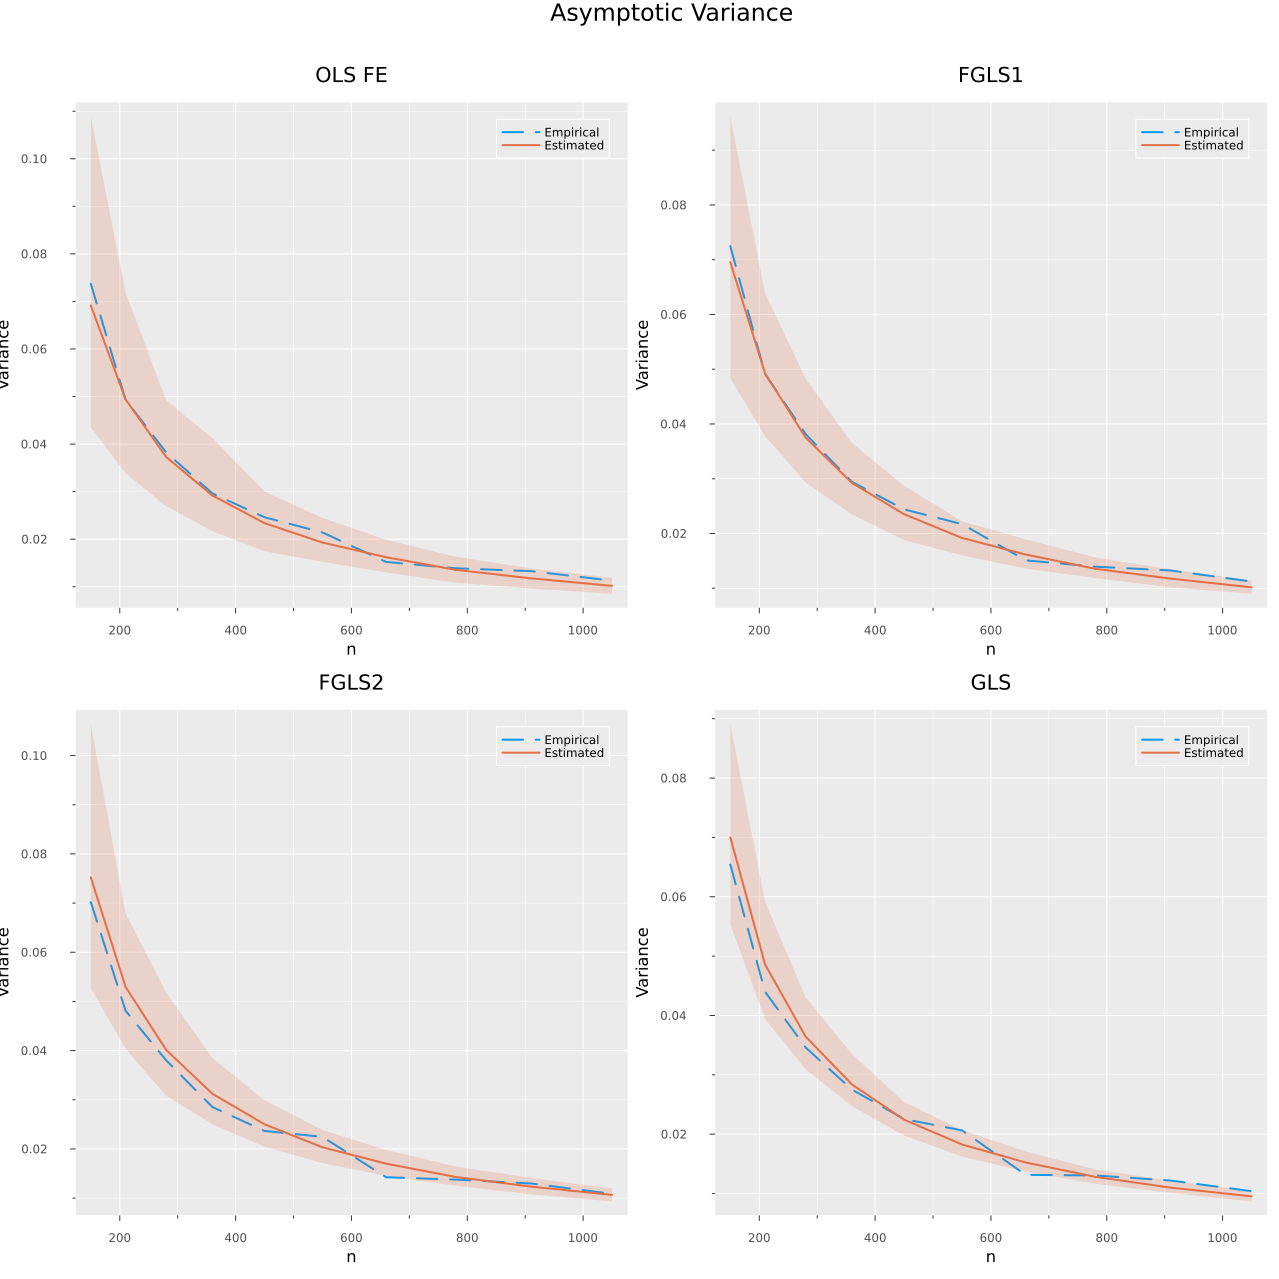 Asymptotic Variance
OLS FE
Empirical
Estimated
0.10
0.08
0.06
0.04
0.02
Variance
200 400 600 800 1000
n
FGLS1
Empirical
Estimated
0.08
0.06
0.04
0.02
Variance
200 400 600 800 1000
n
FGLS2
Empirical
Estimated
0.10
0.08
0.06
0.04
0.02
Variance
200 400 600 800 1000
n
GLS
Empirical
Estimated
0.08
0.06
0.04
0.02
Variance
200 400 600 800 1000
n